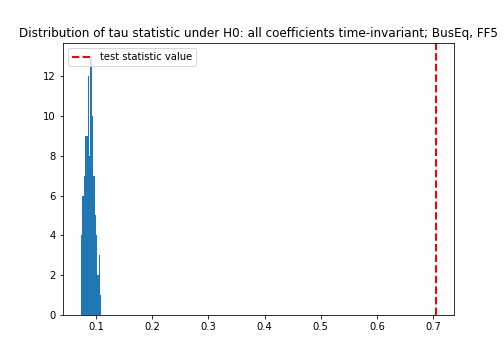 Distribution of tau statistic under H0: all coefficients time-invariant; BusEq, FF5
test statistic value
12
10
8
6
4
2
0
0.1 0.2 0.3 0.4 0.5 0.6 0.7